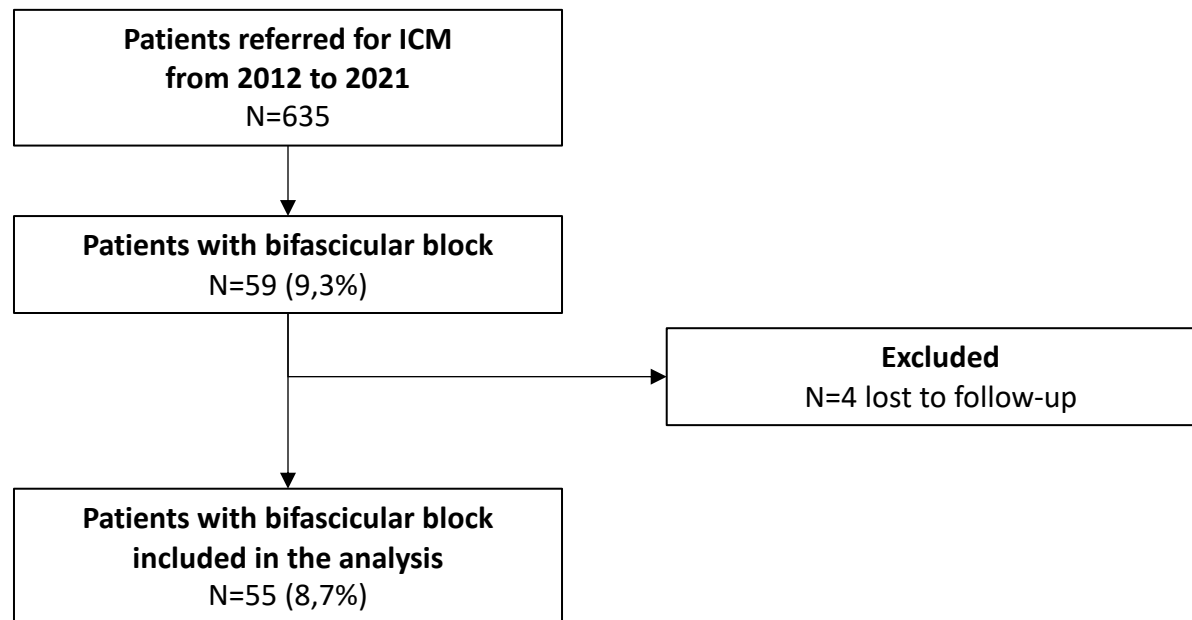 Patients referred for ICM
from 2012 to 2021
N=635
Patients with bifascicular block
N=59 (9,3%)
Excluded
N=4 lost to follow-up
Patients with bifascicular block
included in the analysis
N=55 (8,7%)